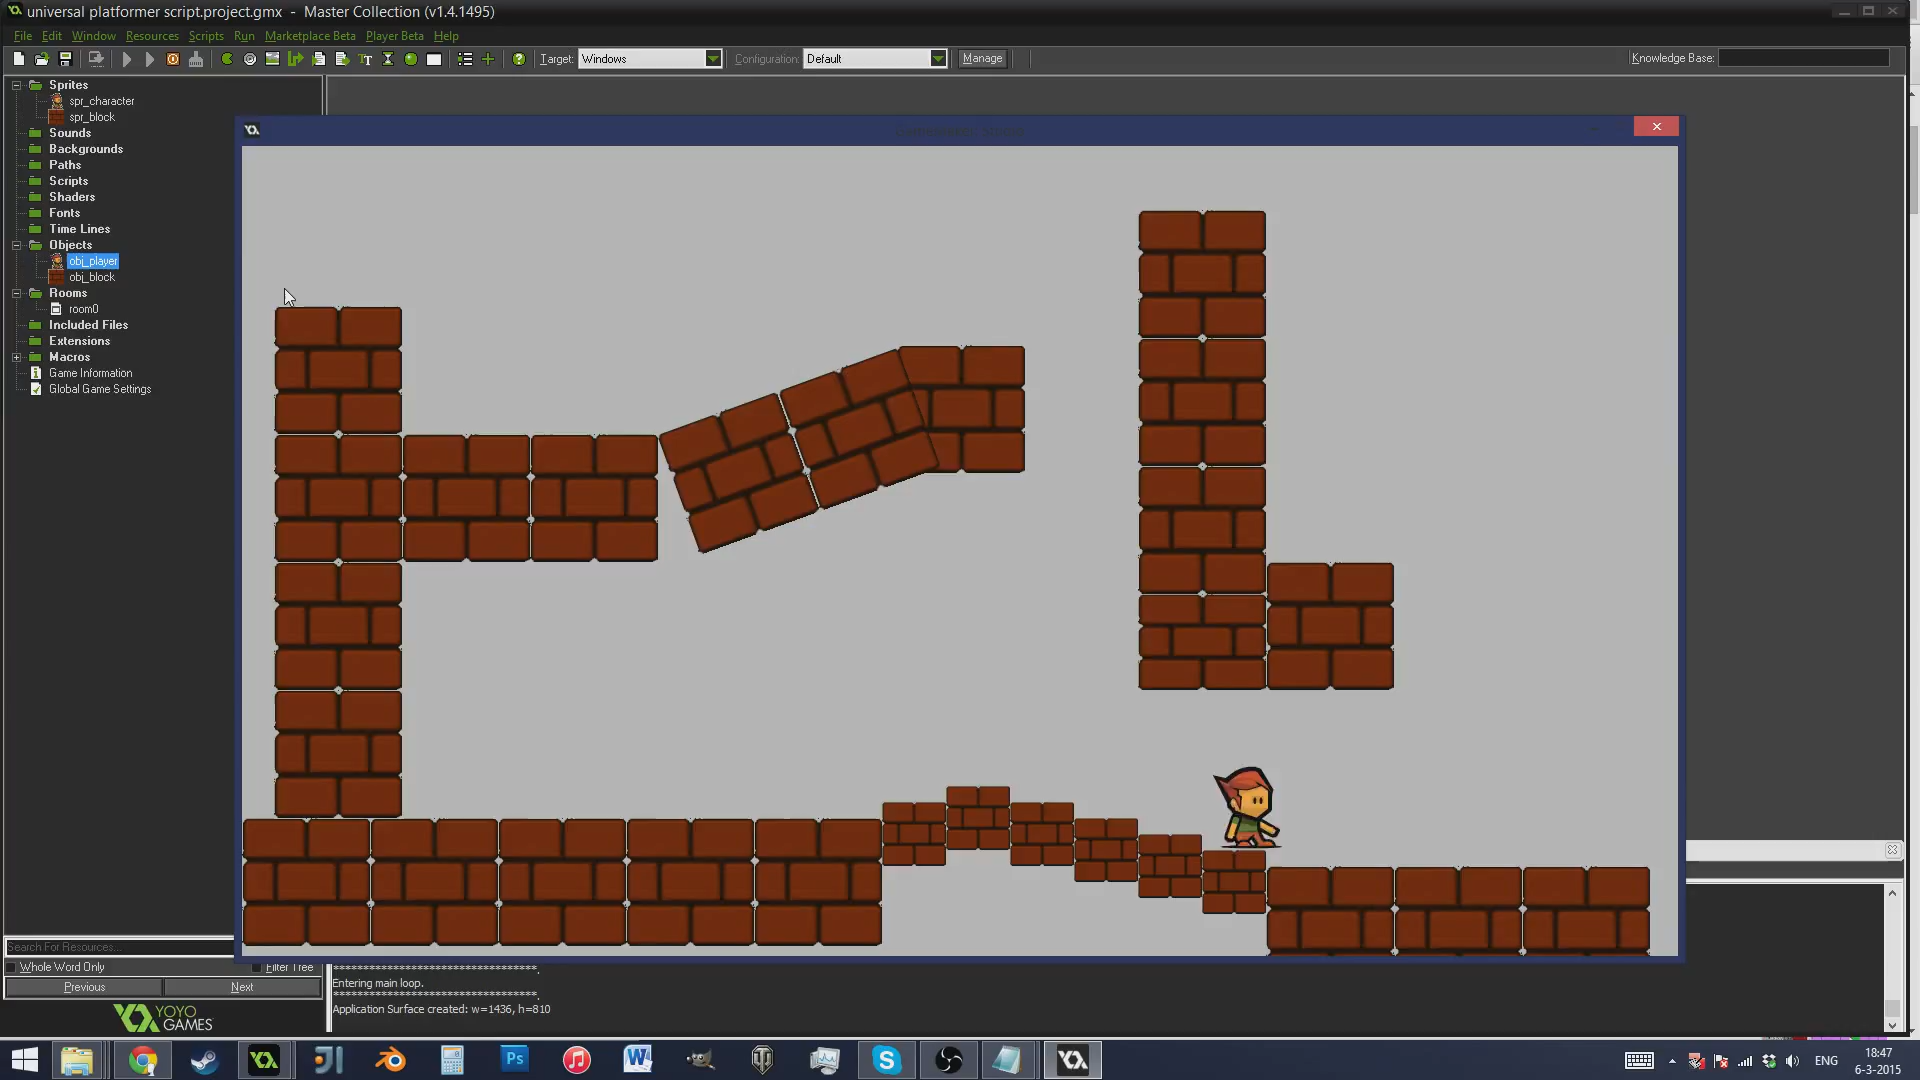 universal platformer script.project.gmx - Master Collection (v1.4.1495)
File Edit Window Resources Scripts Run Marketplace Beta Player Beta Help
Target: Windows Configuration: Default Manage Knowledge Base:
Sprites
spr_character
spr_block
Sounds
Backgrounds
Paths
Scripts
Shaders
Fonts
Time Lines
Objects
obj_player
obj_block
Rooms
room0
Included Files
Extensions
Macros
Game Information
Global Game Settings
Search For Resources...
Whole Word Only Filter Tree
Previous Next
YOYO
GAMES
***********************************.
Entering main loop.
***********************************.
Application Surface created: w=1436, h=810
Ps
W
ENG
18:47
6-3-2015